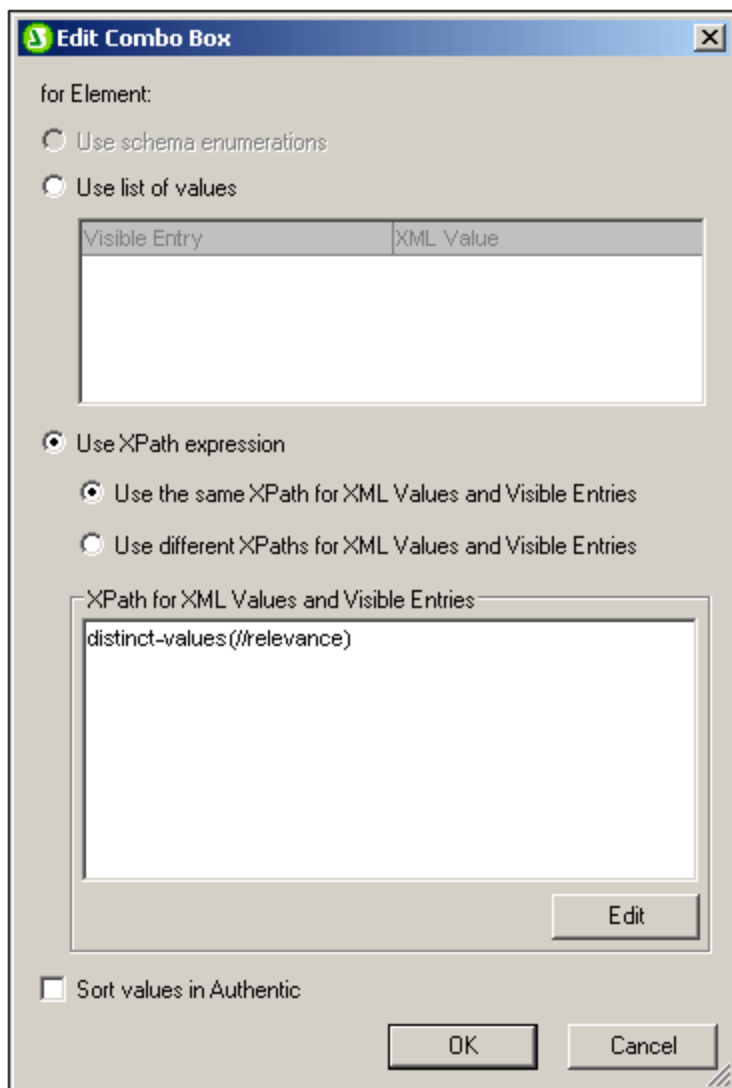 Edit Combo Box
for Element:
Use schema enumerations
Use list of values
Visible Entry XML Value
Use XPath expression
Use the same XPath for XML Values and Visible Entries
Use different XPaths for XML Values and Visible Entries
XPath for XML Values and Visible Entries
distinct-values(//relevance)
Edit
Sort values in Authentic
OK Cancel